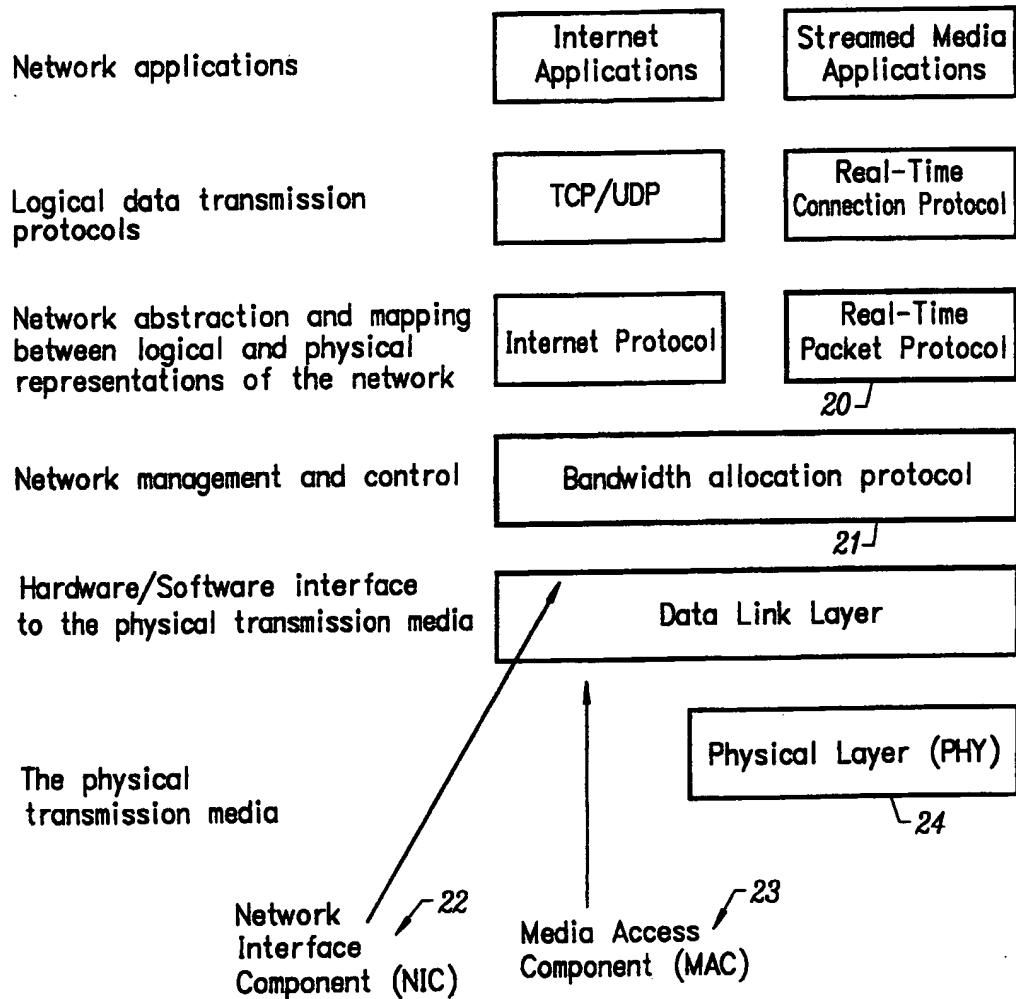 Network applications
Internet
Applications
Streamed Media
Applications
Logical data transmission
protocols
TCP/UDP
Real-Time
Connection Protocol
Network abstraction and mapping
between logical and physical
representations of the network
Internet Protocol
Real-Time
Packet Protocol
20
Network management and control
Bandwidth allocation protocol
21
Hardware/Software interface
to the physical transmission media
Data Link Layer
The physical
transmission media
Physical Layer (PHY)
24
Network
Interface
Component (NIC)
22
Media Access
Component (MAC)
23